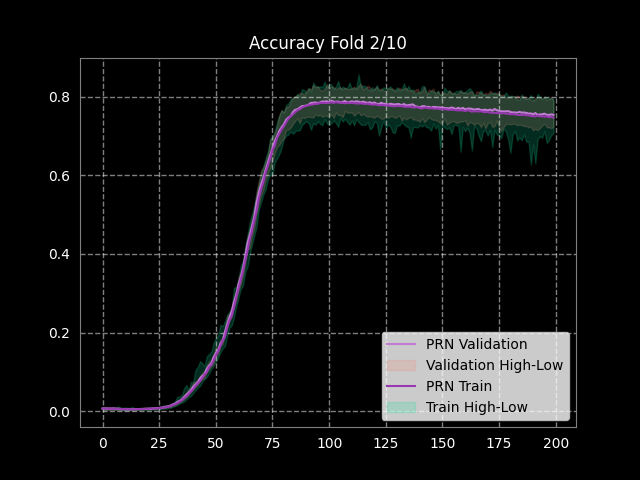 Accuracy Fold 2/10
0.8
0.6
0.4
0.2
0.0
PRN Validation
Validation High-Low
PRN Train
Train High-Low
0 25 50 75 100 125 150 175 200